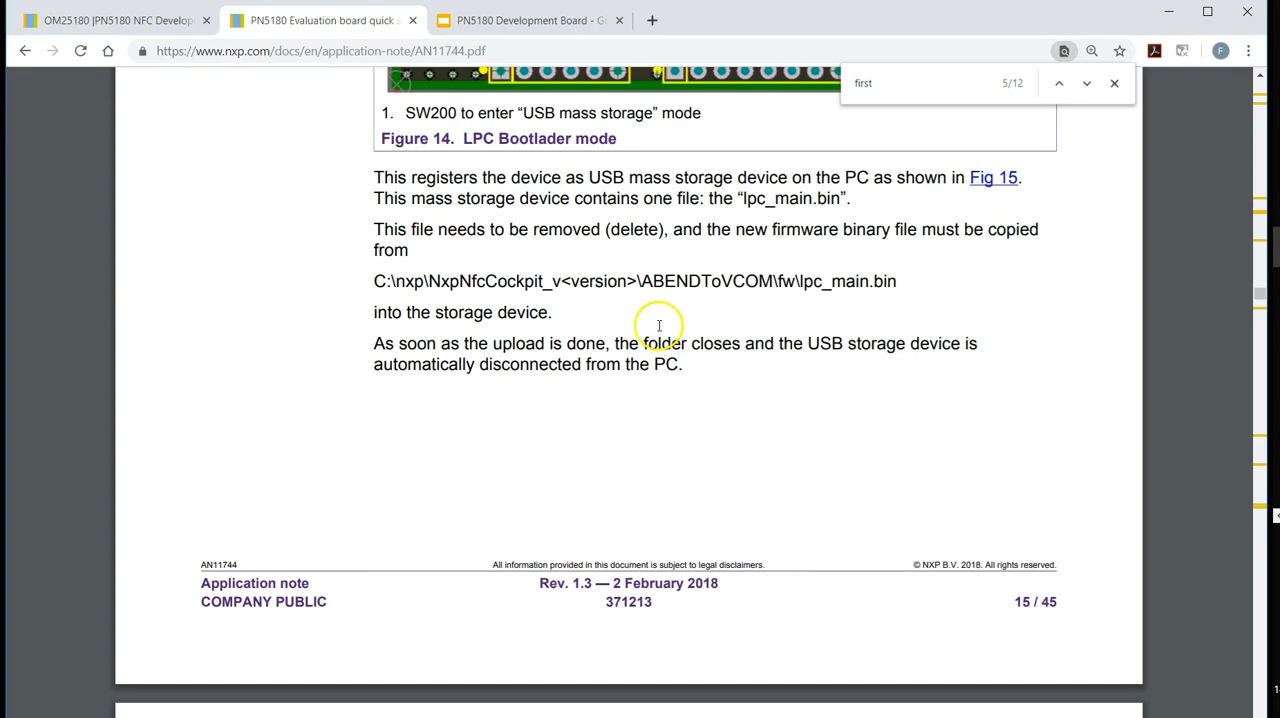 OM25180 |PN5180 NFC Develop
PN5180 Evaluation board quick s
PN5180 Development Board - Go
https://www.nxp.com/docs/en/application-note/AN11744.pdf
F
first
5/12
1. SW200 to enter “USB mass storage” mode
Figure 14. LPC Bootlader mode
This registers the device as USB mass storage device on the PC as shown in Fig 15.
This mass storage device contains one file: the “lpc_main.bin”.
This file needs to be removed (delete), and the new firmware binary file must be copied
from
C:\nxp\NxpNfcCockpit_v<version>\ABENDToVCOM\fw\lpc_main.bin
into the storage device.
As soon as the upload is done, the folder closes and the USB storage device is
automatically disconnected from the PC.
AN11744
All information provided in this document is subject to legal disclaimers.
© NXP B.V. 2018. All rights reserved.
Application note
Rev. 1.3 — 2 February 2018
COMPANY PUBLIC
371213
15 / 45